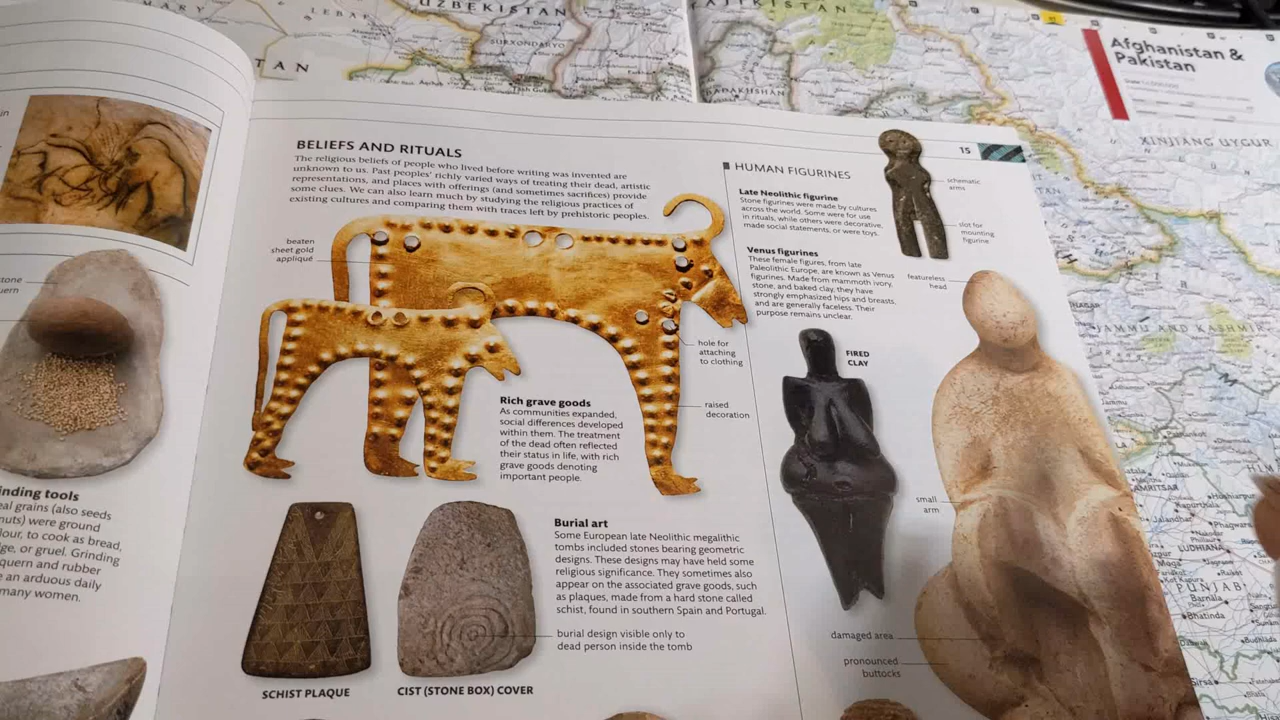 MARY
LEBAP
UZBEKISTAN
TAJIKISTAN
SURXONDARYO
BADAKHSHAN
TAN
Afghanistan &
Pakistan
XINJIANG UYGUR
JAMMU AND KASHMIR
Jammu
AMRITSAR
Hoshiarpur
Kapurthala
Jalandhar
Phagwara
LUDHIANA
Moga
PUNJAB
Barnala
Bhatinda
Sirsa
in
stone
uern
inding tools
eal grains (also seeds
nuts) were ground
lour, to cook as bread,
ge, or gruel. Grinding
quern and rubber
e an arduous daily
many women.
15
BELIEFS AND RITUALS
The religious beliefs of people who lived before writing was invented are
unknown to us. Past peoples' richly varied ways of treating their dead, artistic
representations, and places with offerings (and sometimes sacrifices) provide
some clues. We can also learn much by studying the religious practices of
existing cultures and comparing them with traces left by prehistoric peoples.
beaten
sheet gold
appliqué
hole for
attaching
to clothing
raised
decoration
Rich grave goods
As communities expanded,
social differences developed
within them. The treatment
of the dead often reflected
their status in life, with rich
grave goods denoting
important people.
Burial art
Some European late Neolithic megalithic
tombs included stones bearing geometric
designs. These designs may have held some
religious significance. They sometimes also
appear on the associated grave goods, such
as plaques, made from a hard stone called
schist, found in southern Spain and Portugal.
burial design visible only to
dead person inside the tomb
SCHIST PLAQUE
CIST (STONE BOX) COVER
HUMAN FIGURINES
Late Neolithic figurine
Stone figurines were made by cultures
across the world. Some were for use
in rituals, while others were decorative,
made social statements, or were toys.
schematic
arms
slot for
mounting
figurine
Venus figurines
These female figures, from late
Paleolithic Europe, are known as Venus
figurines. Made from mammoth ivory,
stone, and baked clay, they have
strongly emphasized hips and breasts,
and are generally faceless. Their
purpose remains unclear.
featureless
head
FIRED
CLAY
small
arm
damaged area
pronounced
buttocks